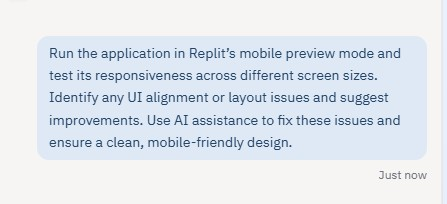 Run the application in Replit’s mobile preview mode and
test its responsiveness across different screen sizes.
Identify any UI alignment or layout issues and suggest
improvements. Use AI assistance to fix these issues and
ensure a clean, mobile-friendly design.
Just now